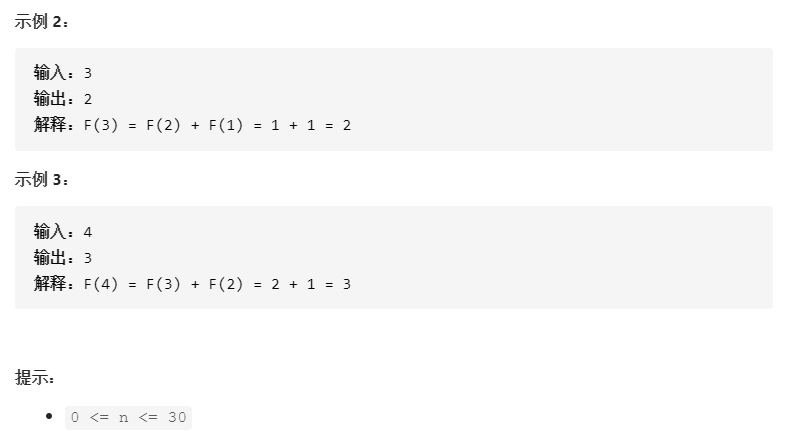 示例 2：
输入：3
输出：2
解释：F(3) = F(2) + F(1) = 1 + 1 = 2
示例 3：
输入：4
输出：3
解释：F(4) = F(3) + F(2) = 2 + 1 = 3
提示：
0 <= n <= 30